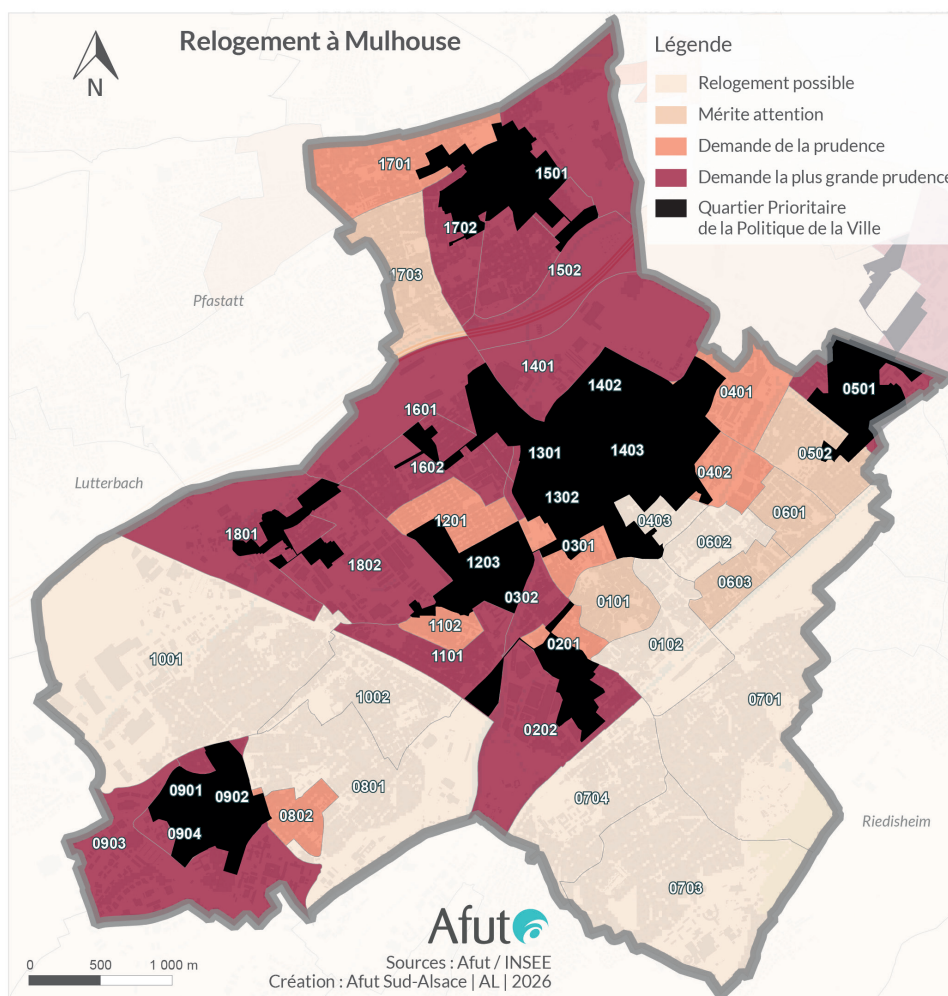 Relogement à Mulhouse
N
Légende
Relogement possible
Mérite attention
Demande de la prudence
Demande la plus grande prudence
Quartier Prioritaire
de la Politique de la Ville
1701
1501
1702
1502
1703
Pfastatt
1401
1402
0401
0501
1601
1301
1403
0502
1602
0402
Lutterbach
1302
1201
0403
0601
1801
0301
0602
1802
1203
0603
0302
0101
1102
0201
0102
1101
1001
1002
0701
0202
0901
0902
0801
0704
0802
0904
0903
Riedisheim
0703
Afut
Sources : Afut / INSEE
Création : Afut Sud-Alsace | AL | 2026
0 500 1 000 m